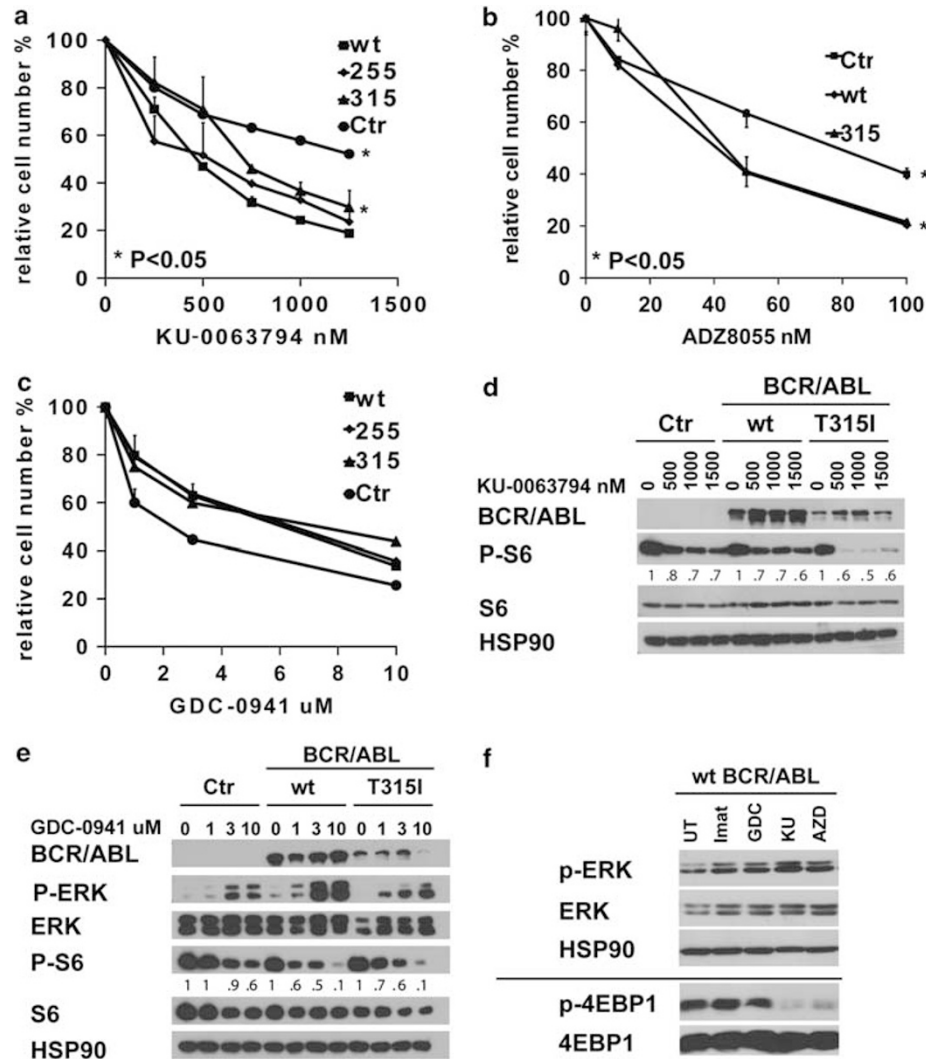 a
relative cell number %
100
80
60
40
20
0
wt
255
315
Ctr
*
*
* P<0.05
0 500 1000 1500
KU-0063794 nM
b
relative cell number %
100
80
60
40
20
0
Ctr
wt
315
*
*
* P<0.05
0 20 40 60 80 100
ADZ8055 nM
c
relative cell number %
100
80
60
40
20
0
wt
255
315
Ctr
0 2 4 6 8 10
GDC-0941 uM
d
BCR/ABL
Ctr wt T315I
KU-0063794 nM 0 5000 1000 1500 0 5000 1000 1500 0 5000 1000 1500
BCR/ABL
P-S6
1 .8 .7 .7 1 .7 .7 .6 1 .6 .5 .6
S6
HSP90
e
BCR/ABL
Ctr wt T315I
GDC-0941 uM 0 1 3 10 0 1 3 10 0 1 3 10
BCR/ABL
P-ERK
ERK
P-S6
1 1 .9 .6 1 .6 .5 .1 1 .7 .6 .1
S6
HSP90
f
wt BCR/ABL
UT Imat GDC KU AZD
p-ERK
ERK
HSP90
p-4EBP1
4EBP1